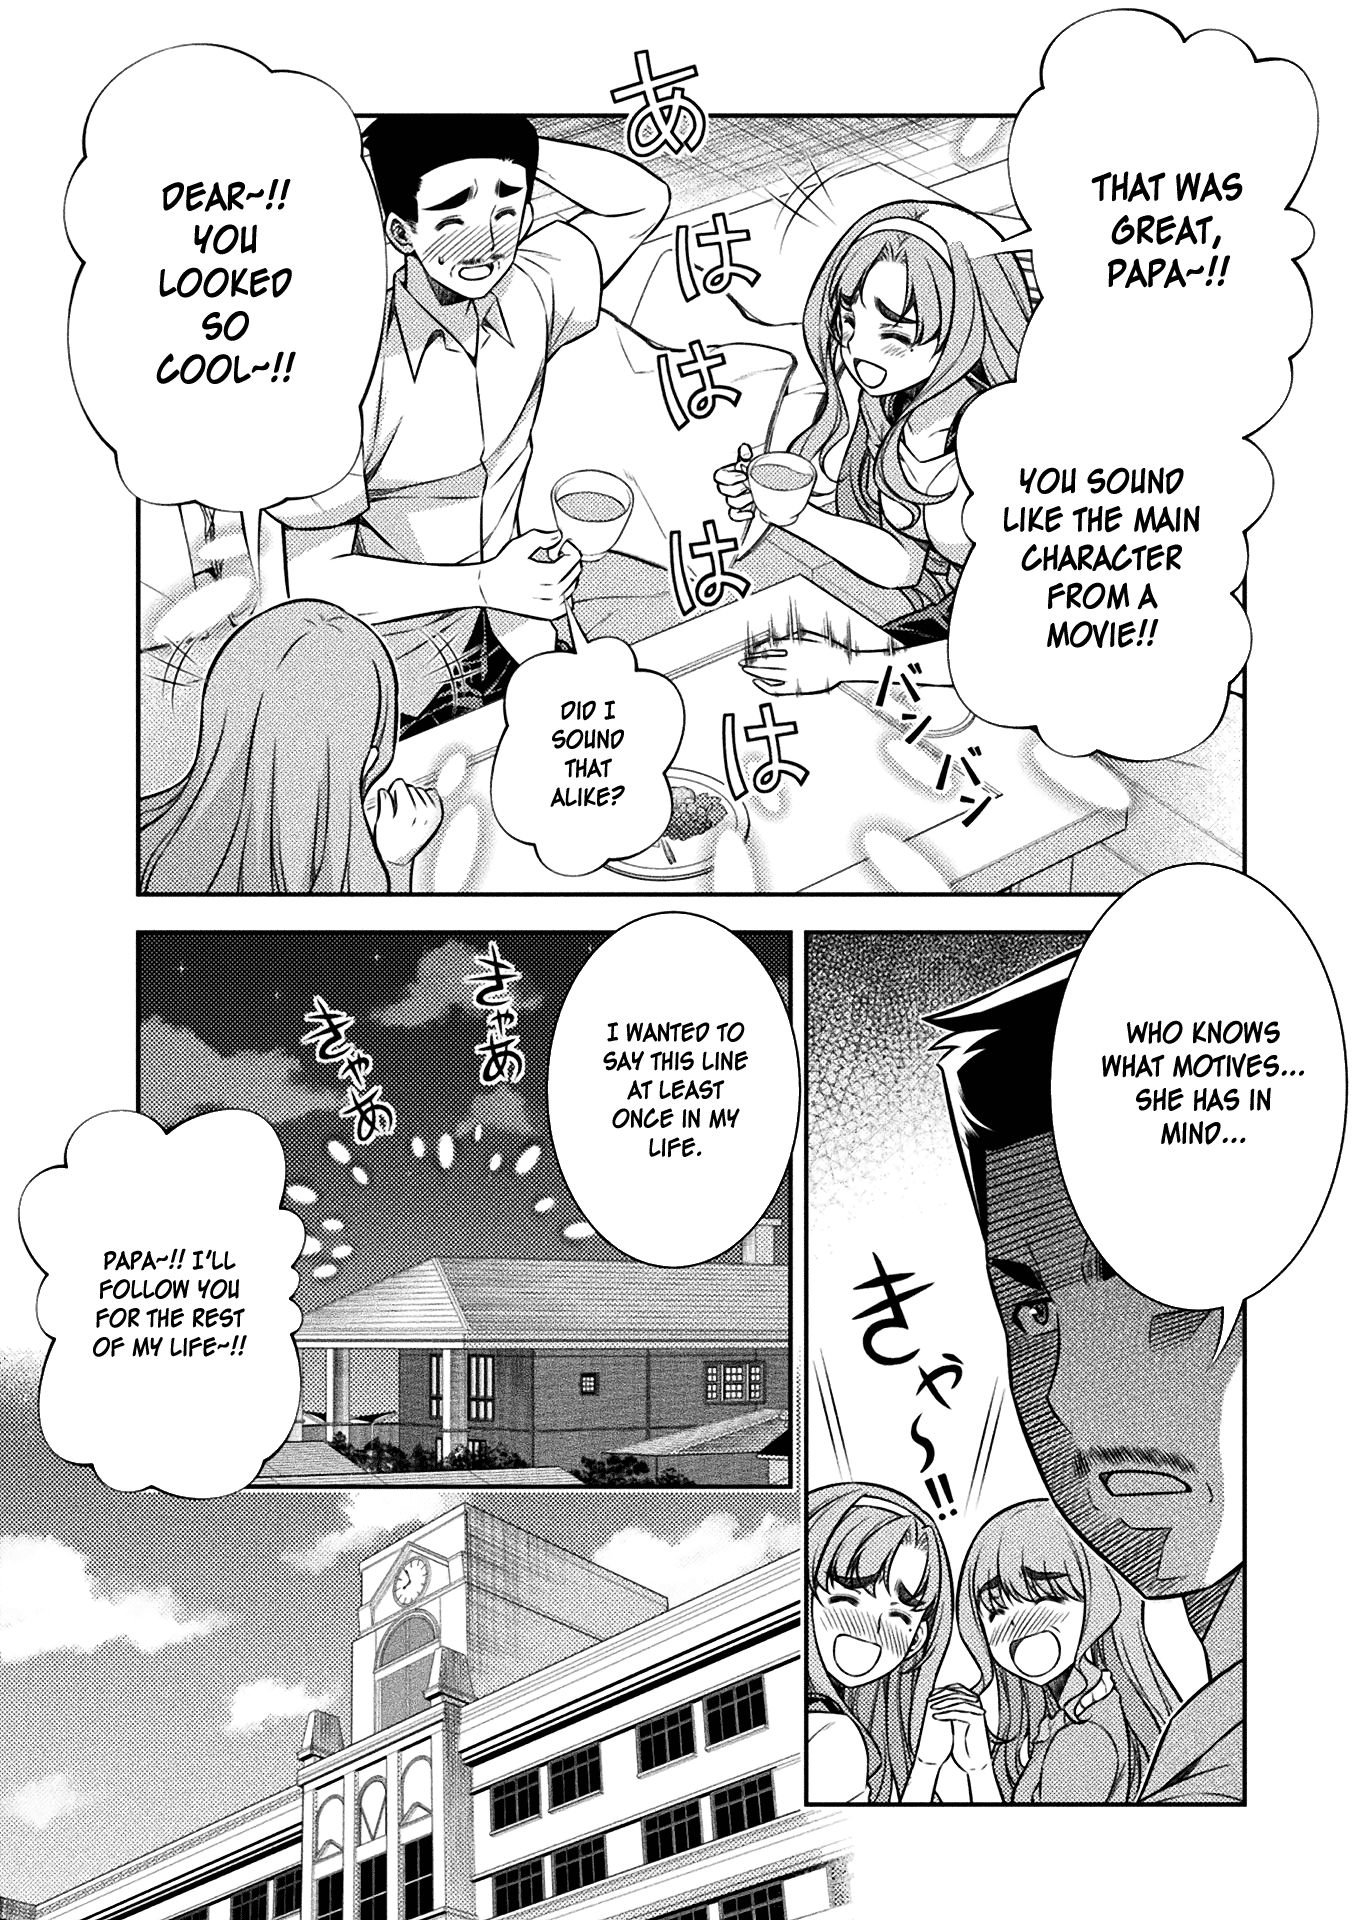 THAT WAS
GREAT,
PAPA~!!
YOU SOUND
LIKE THE MAIN
CHARACTER
FROM A
MOVIE!!
あ
は
は
は
は
バン
バン
DEAR~!!
YOU
LOOKED
SO
COOL~!!
DID I
SOUND
THAT
ALIKE?
WHO KNOWS
WHAT MOTIVES...
SHE HAS IN
MIND...
きゃ~!!
I WANTED TO
SAY THIS LINE
AT LEAST
ONCE IN MY
LIFE.
きゃあ
きゃあ
PAPA~!! I'LL
FOLLOW YOU
FOR THE REST
OF MY LIFE~!!